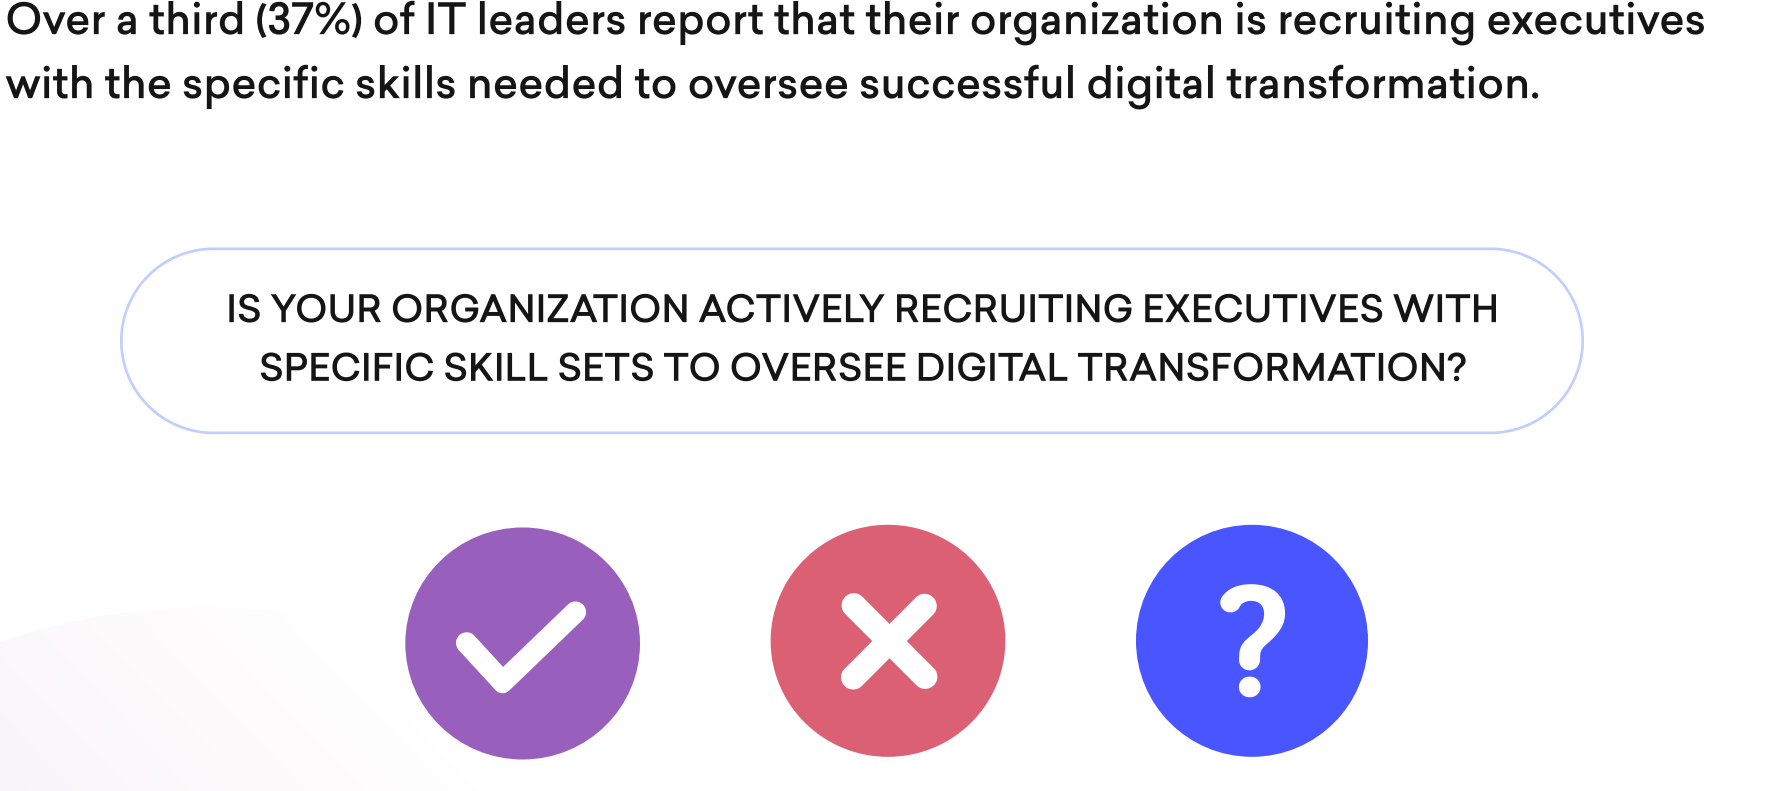 Over a third (37%) of IT leaders report that their organization is recruiting executives
with the specific skills needed to oversee successful digital transformation.
IS YOUR ORGANIZATION ACTIVELY RECRUITING EXECUTIVES WITH
SPECIFIC SKILL SETS TO OVERSEE DIGITAL TRANSFORMATION?
?